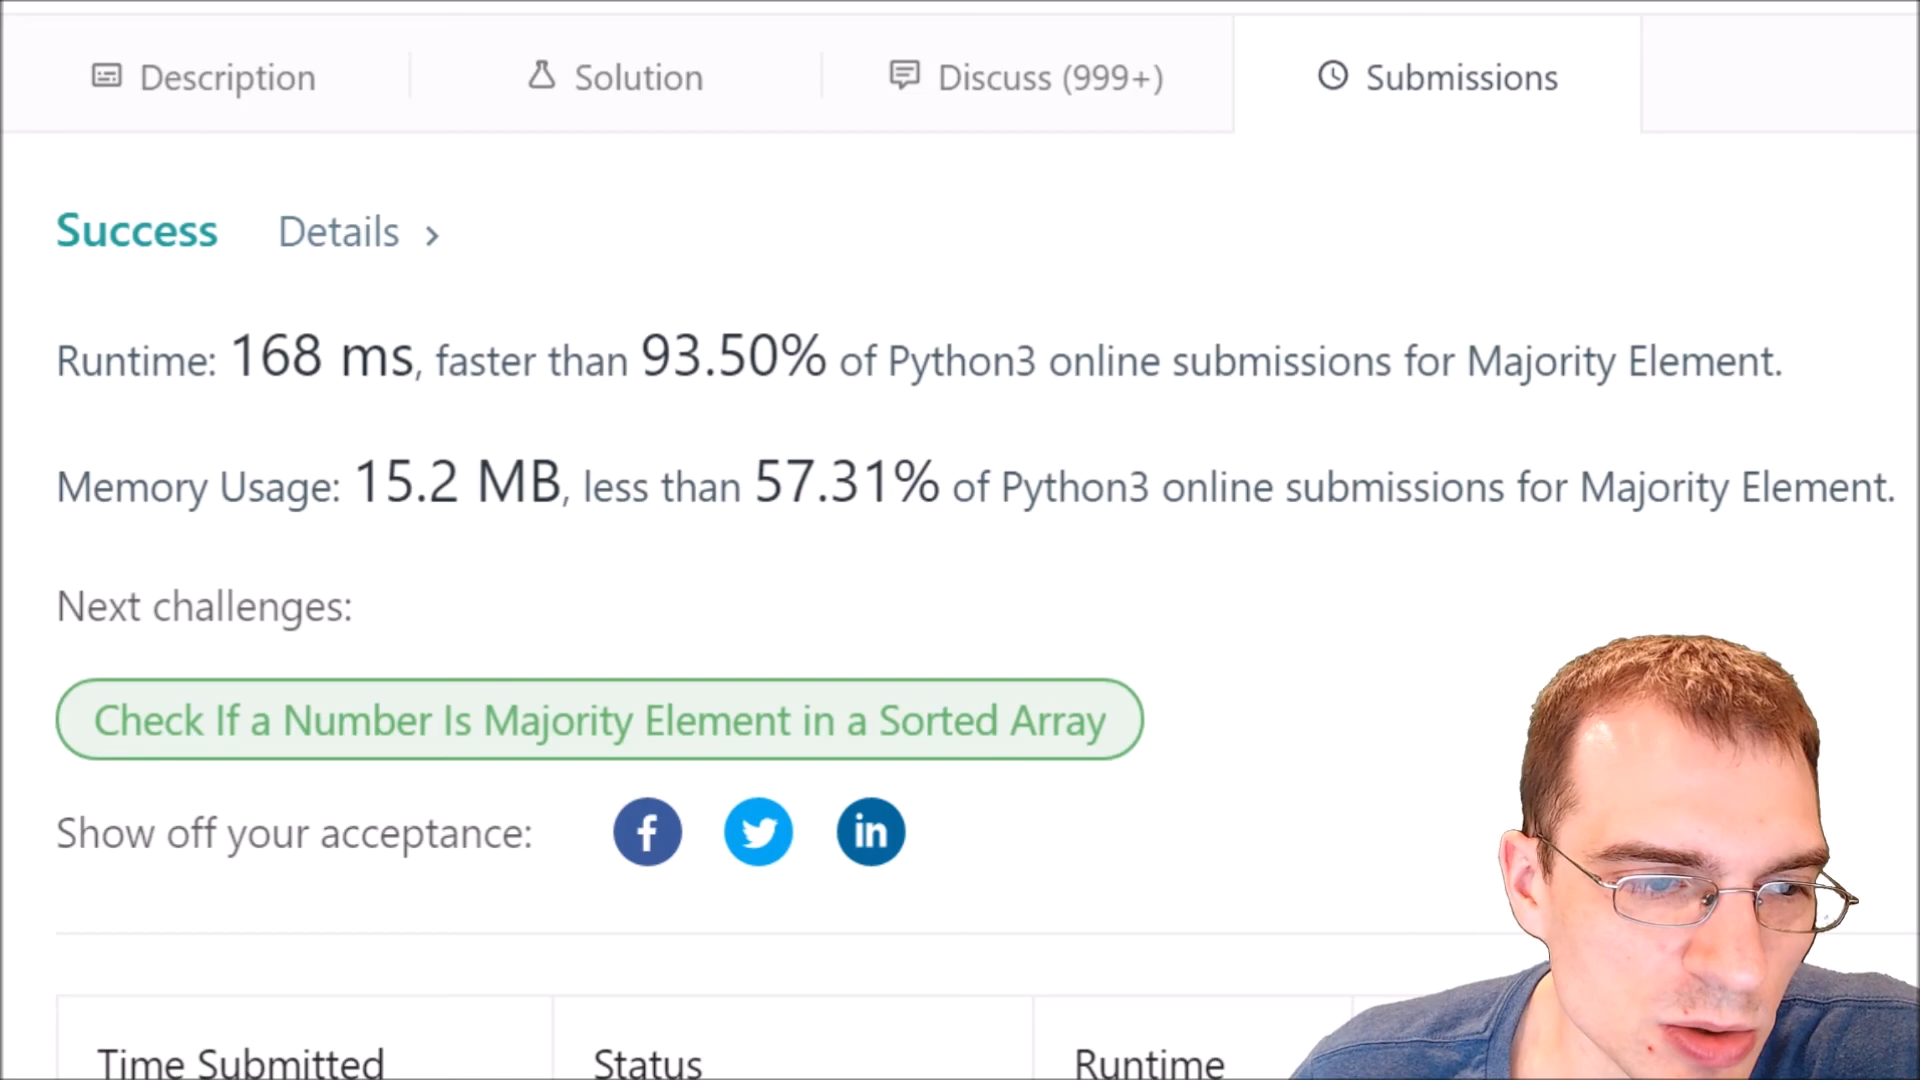 Description
Solution
Discuss (999+)
Submissions
Success Details >
Runtime: 168 ms, faster than 93.50% of Python3 online submissions for Majority Element.
Memory Usage: 15.2 MB, less than 57.31% of Python3 online submissions for Majority Element.
Next challenges:
Check If a Number Is Majority Element in a Sorted Array
Show off your acceptance:
f
in
Time Submitted
Status
Runtime